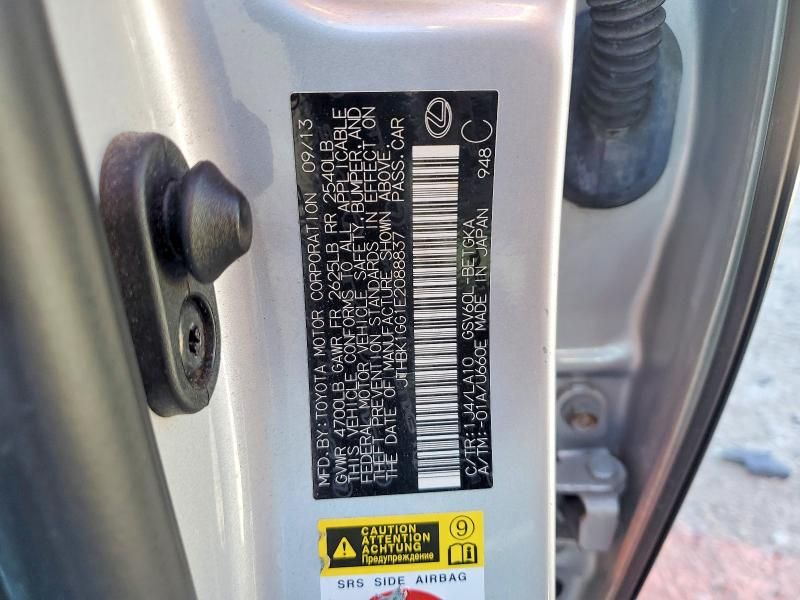 MFD.BY:TOYOTA MOTOR CORPORATION 09/13
GVWR 4700LB GAWR FR 2625LB RR 2540LB
THIS VEHICLE CONFORMS TO ALL APPLICABLE
FEDERAL MOTOR VEHICLE SAFETY,BUMPER,AND
THEFT PREVENTION STANDARDS IN EFFECT ON
THE DATE OF MANUFACTURE SHOWN ABOVE.
JTHBK1GG1E2088837 PASS.CAR
C/TR:1J4/LA10 GSV60L-BETGKA
A/TM:-01A/U660E MADE IN JAPAN 948C
CAUTION
ATTENTION
ACHTUNG
Предупреждение
9
SRS SIDE AIRBAG